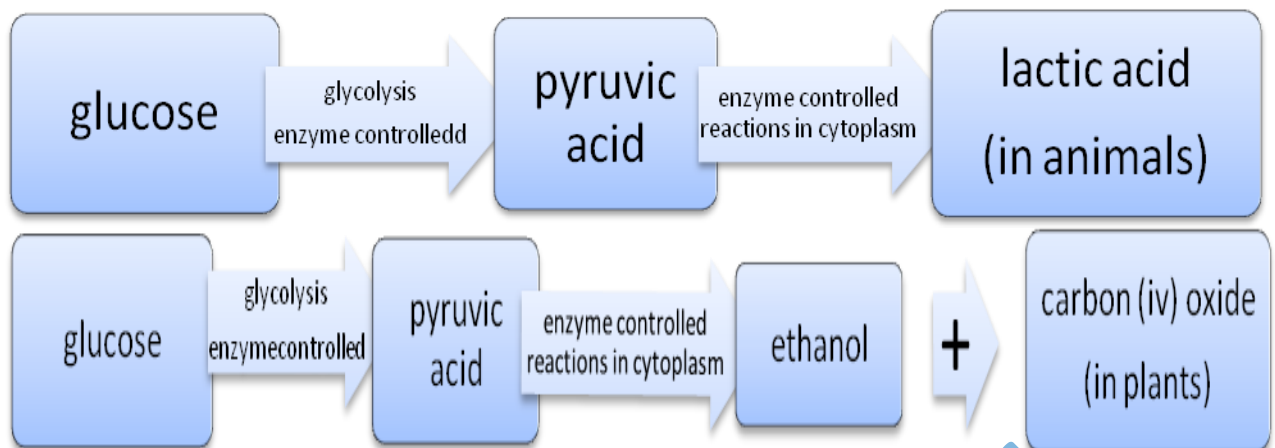 glucose
glycolysis
enzyme controlledd
pyruvic
acid
enzyme controlled
reactions in cytoplasm
lactic acid
(in animals)
glucose
glycolysis
enzymecontrolled
pyruvic
acid
enzyme controlled
reactions in cytoplasm
ethanol
+
carbon (iv) oxide
(in plants)